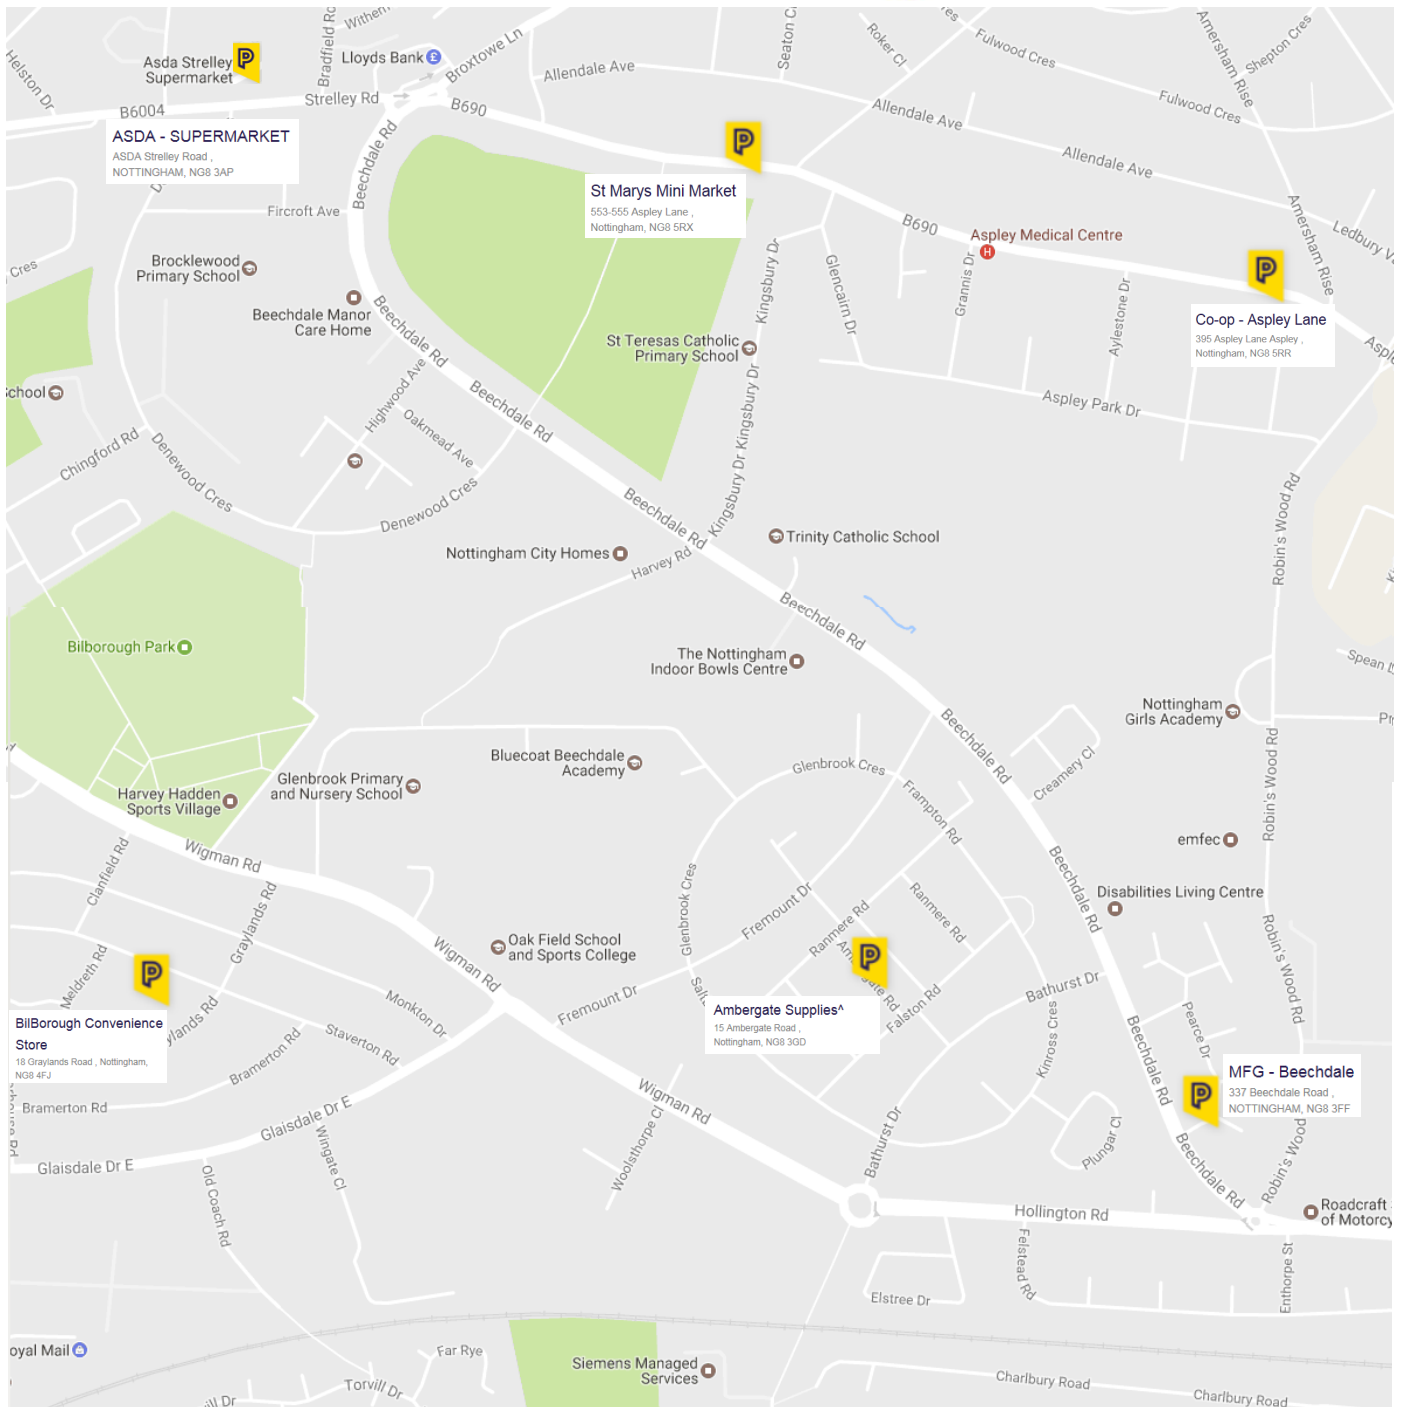 Helston Dr
Bradfield Rd
Seaton C
Roker Cl
Fulwood Cres
Amersham Rise
Shepton Cres
Asda Strelley
Supermarket
P
Lloyds Bank
£
Broxtowe Ln
Allendale Ave
Strelley Rd
B6004
B690
Allendale Ave
Fulwood Cres
ASDA - SUPERMARKET
ASDA Strelley Road ,
NOTTINGHAM, NG8 3AP
Beechdale Rd
P
Allendale Ave
St Marys Mini Market
553-555 Aspley Lane ,
Nottingham, NG8 5RX
Fircroft Ave
B690
Aspley Medical Centre
H
Amersham Rise
Ledbury Va
Cres
Brocklewood
Primary School
Kingsbury Dr
Glencairn Dr
Grannis Dr
Aylestone Dr
P
Beechdale Manor
Care Home
Beechdale Rd
Co-op - Aspley Lane
395 Aspley Lane Aspley ,
Nottingham, NG8 5RR
Asple
St Teresas Catholic
Primary School
School
Highwood Ave
Oakmead Ave
Beechdale Rd
Kingsbury Dr
Kingsbury Dr
Aspley Park Dr
Chingford Rd
Denewood Cres
Denewood Cres
Beechdale Rd
Robin's Wood Rd
Nottingham City Homes
Harvey Rd
Trinity Catholic School
Beechdale Rd
Bilborough Park
The Nottingham
Indoor Bowls Centre
Spean
Nottingham
Girls Academy
Pr
Beechdale Rd
Creamery Cl
Robin's Wood Rd
Bluecoat Beechdale
Academy
Glenbrook Cres
Glenbrook Primary
and Nursery School
Harvey Hadden
Sports Village
Frampton Rd
emfec
Wigman Rd
Clanfield Rd
Beechdale Rd
Disabilities Living Centre
Graylands Rd
Glenbrook Cres
Fremount Dr
Ranmere Rd
Ranmere Rd
Oak Field School
and Sports College
Wigman Rd
P
Meldreth Rd
P
Robin's Wood Rd
Bathurst Dr
Falston Rd
Fremount Dr
Monkton Dr
Staverton Rd
BilBorough Convenience
Store
18 Graylands Road , Nottingham,
NG8 4FJ
ylands Rd
Ambergate Supplies^
15 Ambergate Road ,
Nottingham, NG8 3GD
Kinross Cres
Pearce Dr
Beechdale Rd
Bramerton Rd
Bramerton Rd
Wigman Rd
P
MFG - Beechdale
337 Beechdale Road ,
NOTTINGHAM, NG8 3FF
Glaisdale Dr E
Glaisdale Dr E
Wingate Cl
Woolsthorpe Cl
Bathurst Dr
Plungar Cl
Beechdale Rd
Robin's Wood
Old Coach Rd
Hollington Rd
Roadcraft
of Motorcy
Felstead Rd
Enthorpe St
Elstree Dr
oyal Mail
Far Rye
Siemens Managed
Services
Torvill Dr
ill Dr
Charlbury Road
Charlbury Road